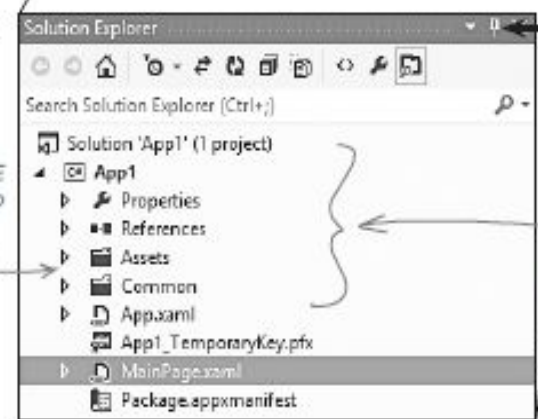 Solution Explorer
Search Solution Explorer (Ctrl+;)
Solution 'App1' (1 project)
C# App1
Properties
References
Assets
Common
App.xaml
App1_TemporaryKey.pfx
MainPage.xaml
Package.appxmanifest